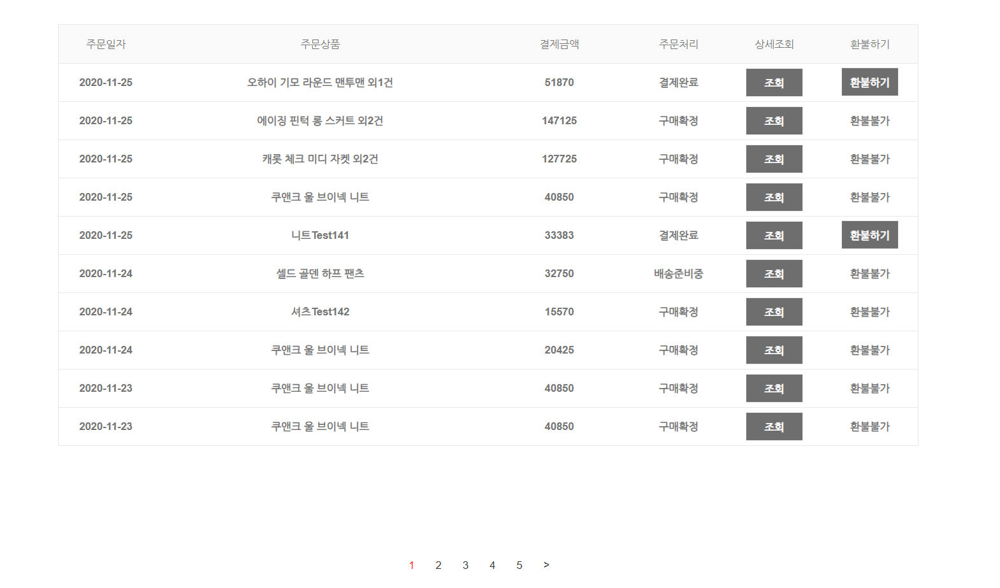 주문일자 주문상품 결제금액 주문처리 상세조회 환불하기
2020-11-25 오하이 기모 라운드 맨투맨 외1건 51870 결제완료 조회 환불하기
2020-11-25 에이징 핀턱 롱 스커트 외2건 147125 구매확정 조회 환불불가
2020-11-25 캐롯 체크 미디 자켓 외2건 127725 구매확정 조회 환불불가
2020-11-25 쿠앤크 울 브이넥 니트 40850 구매확정 조회 환불불가
2020-11-25 니트Test141 33383 결제완료 조회 환불하기
2020-11-24 셀드 골덴 하프 팬츠 32750 배송준비중 조회 환불불가
2020-11-24 셔츠Test142 15570 구매확정 조회 환불불가
2020-11-24 쿠앤크 울 브이넥 니트 20425 구매확정 조회 환불불가
2020-11-23 쿠앤크 울 브이넥 니트 40850 구매확정 조회 환불불가
2020-11-23 쿠앤크 울 브이넥 니트 40850 구매확정 조회 환불불가
1 2 3 4 5 >